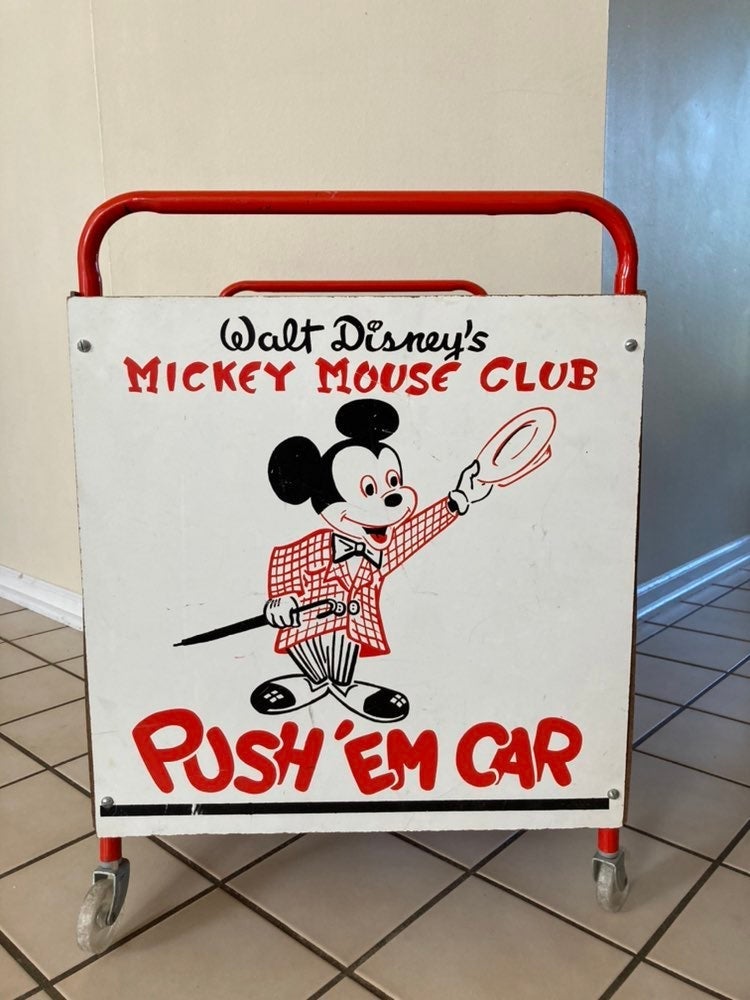 Walt Disney's
MICKEY MOUSE CLUB
PUSH 'EM CAR